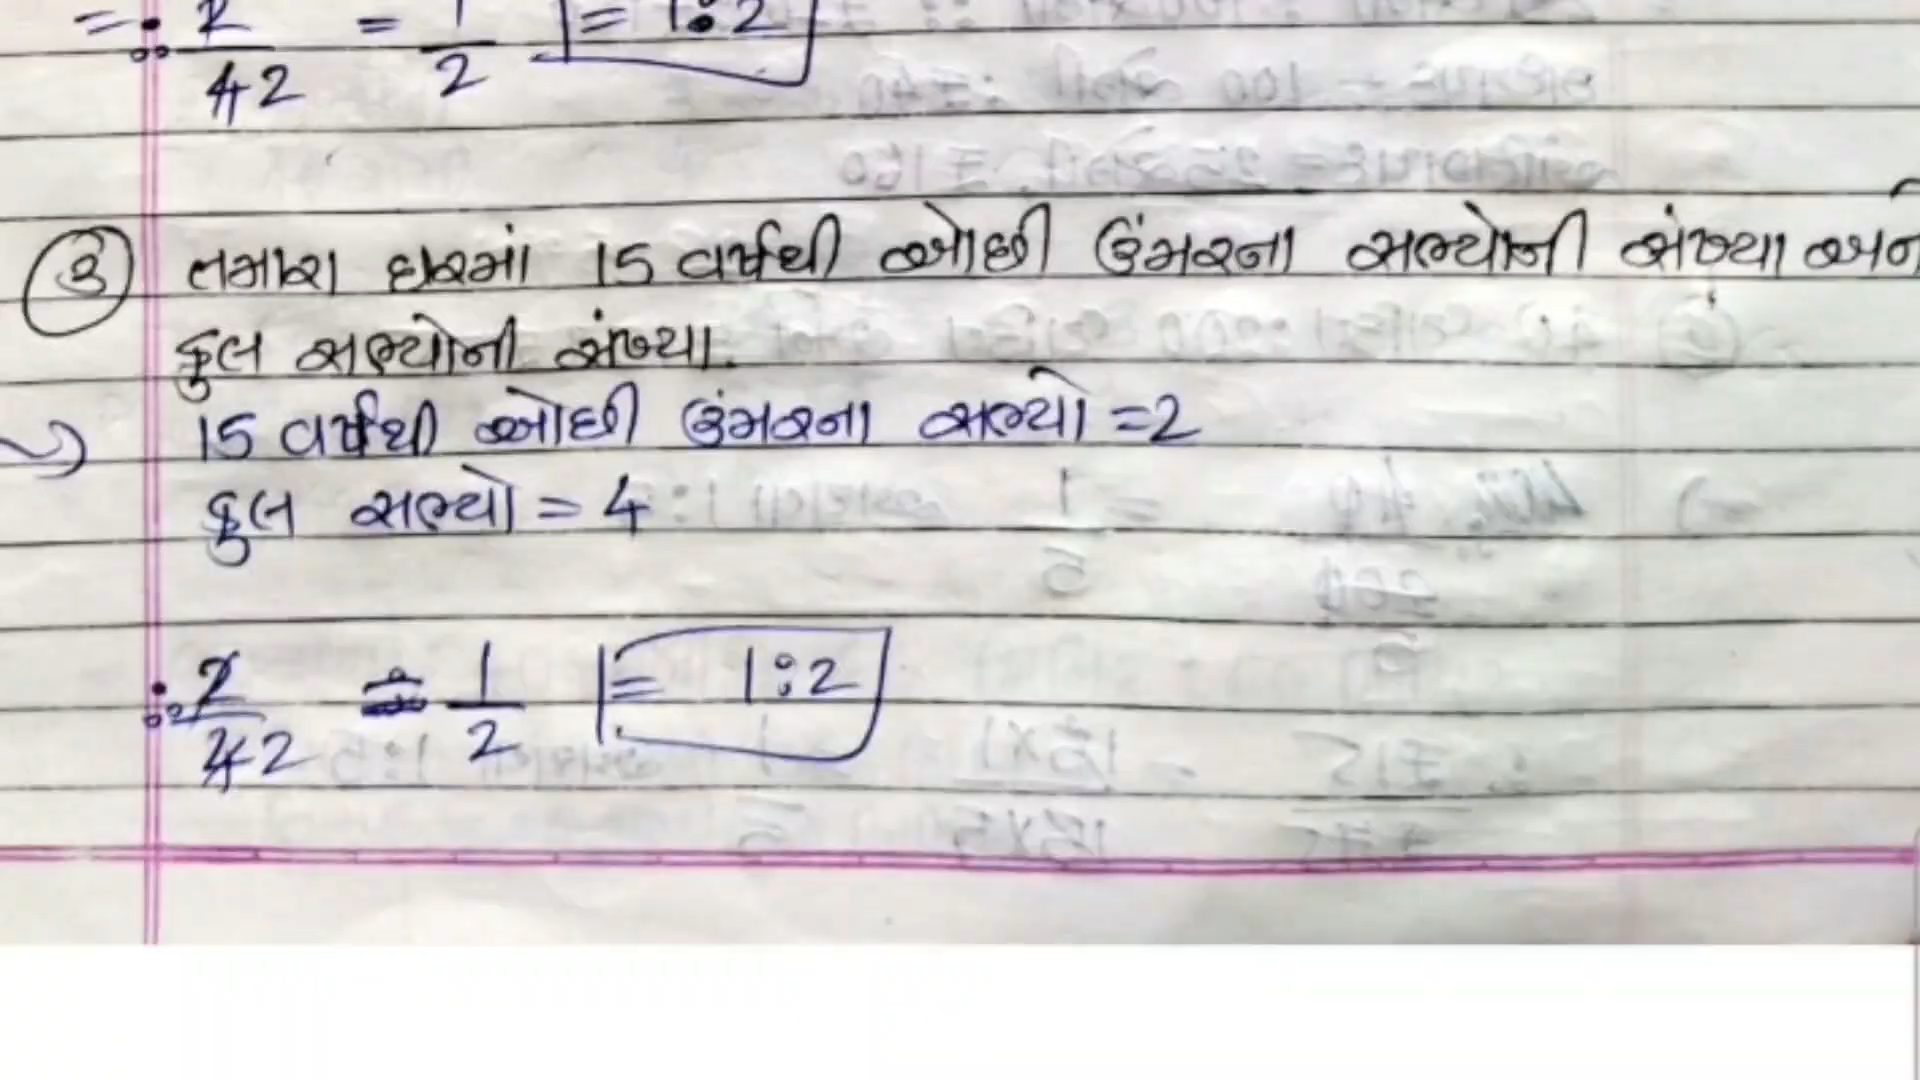 = ∴ 2/42 = 1/2 = 1:2
③ તમારા ઘરમાં 15 વર્ષથી ઓછી ઉંમરના સભ્યોની સંખ્યા અને
કુલ સભ્યોની સંખ્યા.
→ 15 વર્ષથી ઓછી ઉંમરના સભ્યો = 2
કુલ સભ્યો = 4
∴ 2/42 = 1/2 = 1:2